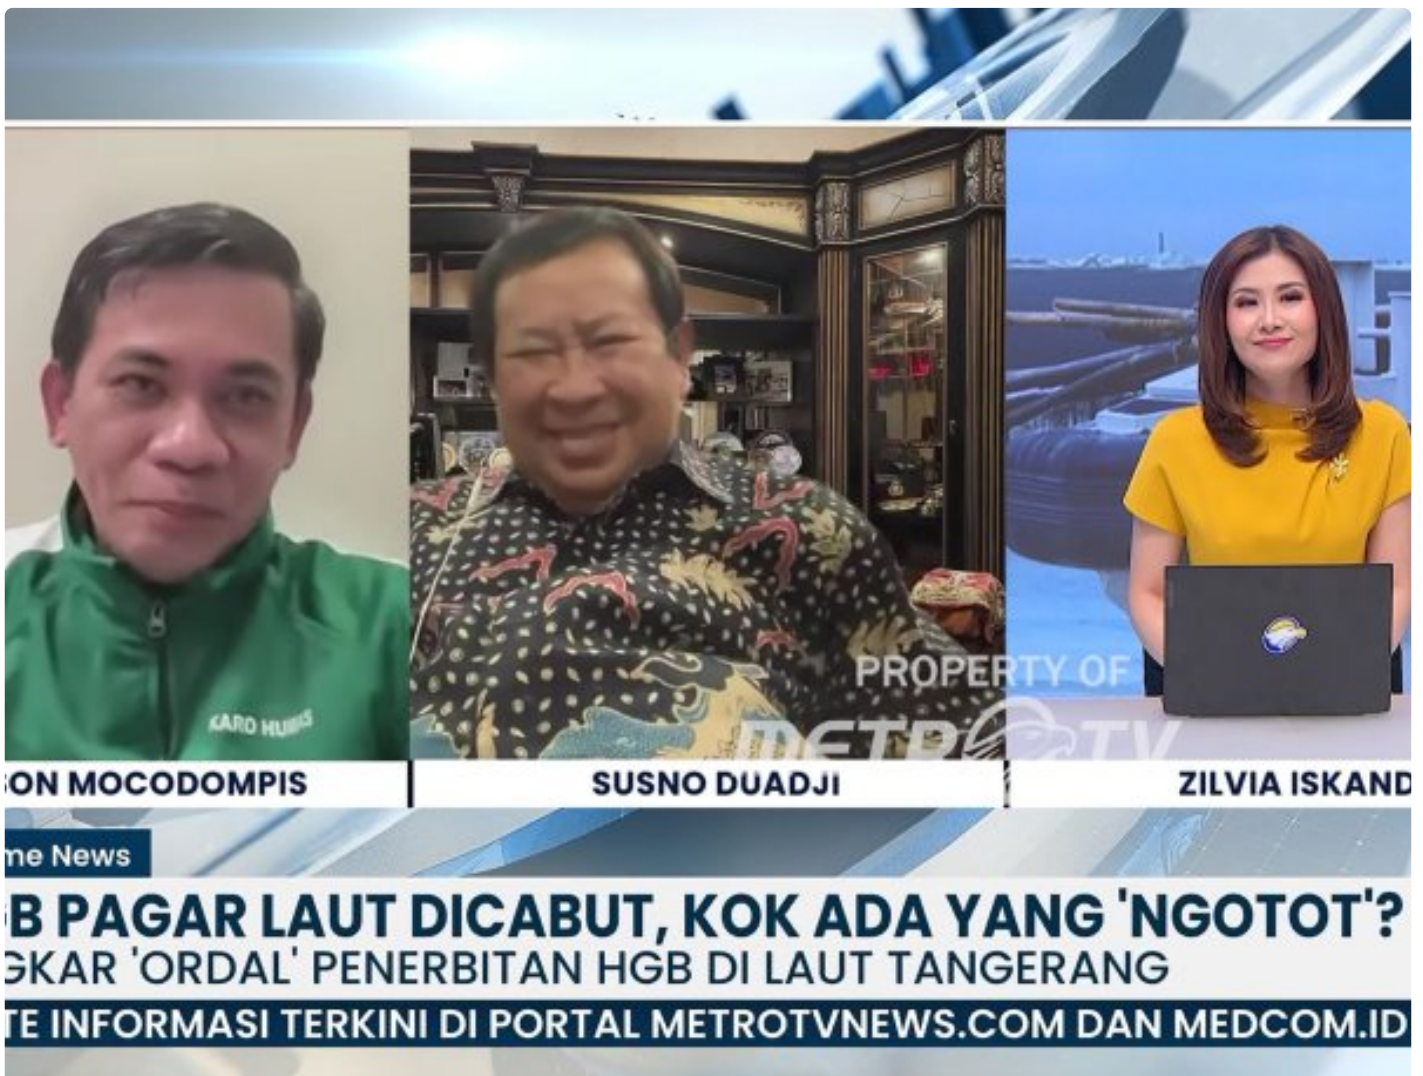 KARO HUMAS
PROPERTY OF
METRO TV
SON MOCODOMPIS
SUSNO DUADJI
ZILVIA ISKAND
me News
GB PAGAR LAUT DICABUT, KOK ADA YANG 'NGOTOT'?
GKAR 'ORDAL' PENERBITAN HGB DI LAUT TANGERANG
TE INFORMASI TERKINI DI PORTAL METROTVNEWS.COM DAN MEDCOM.ID